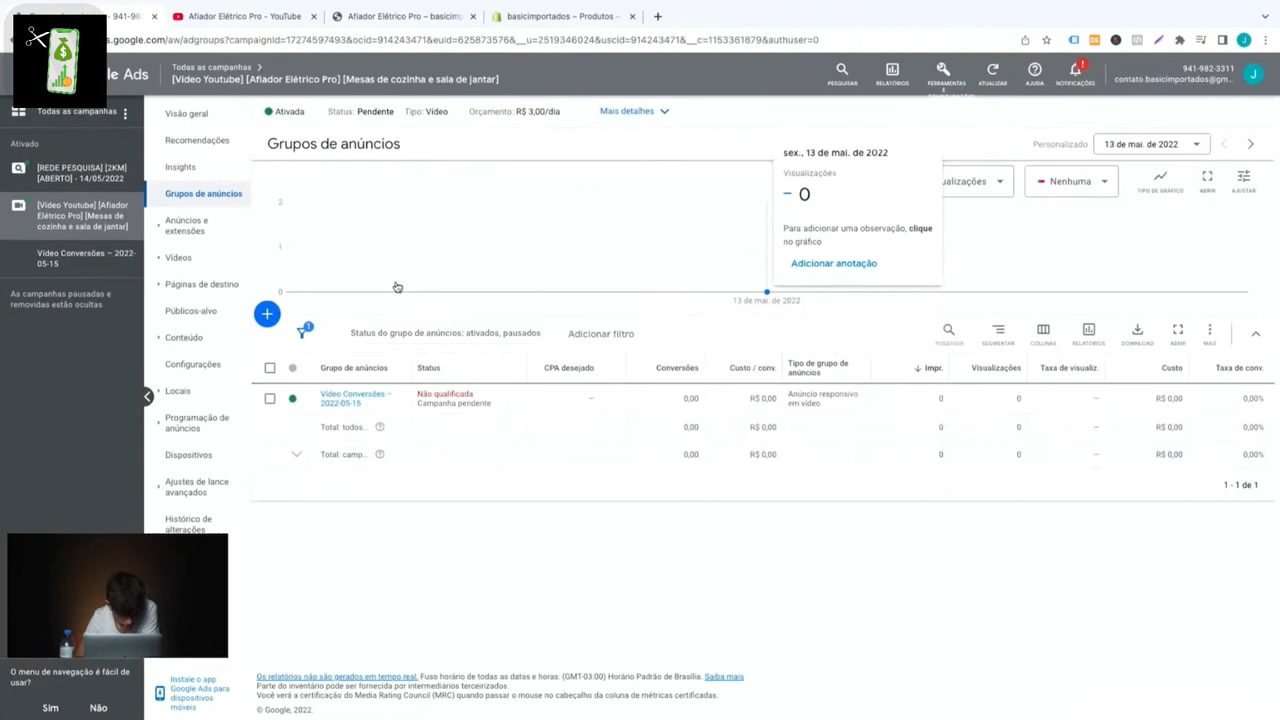 941-98
Afiador Elétrico Pro - YouTube
Afiador Elétrico Pro – basicimp
basicimportados – Produtos –
s.google.com/aw/adgroups?campaignId=17274597493&ocid=914243471&euid=625873576&__u=2519346024&uscid=914243471&__c=1153361879&authuser=0
le Ads
Todas as campanhas
[Vídeo Youtube] [Afiador Elétrico Pro] [Mesas de cozinha e sala de jantar]
PESQUISAR
RELATÓRIOS
FERRAMENTAS
E
ATUALIZAR
AJUDA
NOTIFICAÇÕES
941-982-3311
contato.basicimportados@gm...
J
Todas as campanhas
Ativado
[REDE PESQUISA] [2KM]
[ABERTO] - 14/05/2022
[Vídeo Youtube] [Afiador
Elétrico Pro] [Mesas de
cozinha e sala de jantar]
Vídeo Conversões – 2022-
05-15
As campanhas pausadas e
removidas estão ocultas
Visão geral
Recomendações
Insights
Grupos de anúncios
Anúncios e
extensões
Vídeos
Páginas de destino
Públicos-alvo
Conteúdo
Configurações
Locais
Programação de
anúncios
Dispositivos
Ajustes de lance
avançados
Histórico de
alterações
Ativada
Status: Pendente
Tipo: Vídeo
Orçamento: R$ 3,00/dia
Mais detalhes
Grupos de anúncios
Personalizado
13 de mai. de 2022
sex., 13 de mai. de 2022
Visualizações
0
Para adicionar uma observação, clique
no gráfico
Adicionar anotação
ualizações
Nenhuma
TIPO DE GRÁFICO
ABRIR
AJUSTAR
2
1
0
13 de mai. de 2022
1
Status do grupo de anúncios: ativados, pausados
Adicionar filtro
PESQUISAR
SEGMENTAR
COLUNAS
RELATÓRIOS
DOWNLOAD
ABRIR
MAIS
Grupo de anúncios
Status
CPA desejado
Conversões
Custo / conv.
Tipo de grupo de
anúncios
Impr.
Visualizações
Taxa de visualiz.
Custo
Taxa de conv.
Vídeo Conversões –
2022-05-15
Não qualificada
Campanha pendente
–
0,00
R$ 0,00
Anúncio responsivo
em vídeo
0
0
–
R$ 0,00
0,00%
Total: todos..
0,00
R$ 0,00
0
0
–
R$ 0,00
0,00%
Total: camp...
0,00
R$ 0,00
0
0
–
R$ 0,00
0,00%
1 - 1 de 1
O menu de navegação é fácil de
usar?
Sim
Não
Instale o app
Google Ads para
dispositivos
móveis
Os relatórios não são gerados em tempo real. Fuso horário de todas as datas e horas: (GMT-03:00) Horário Padrão de Brasília. Saiba mais
Parte do inventário pode ser fornecida por intermediários terceirizados.
Você verá a certificação do Media Rating Council (MRC) quando passar o mouse no cabeçalho da coluna de métricas certificadas.
© Google, 2022.